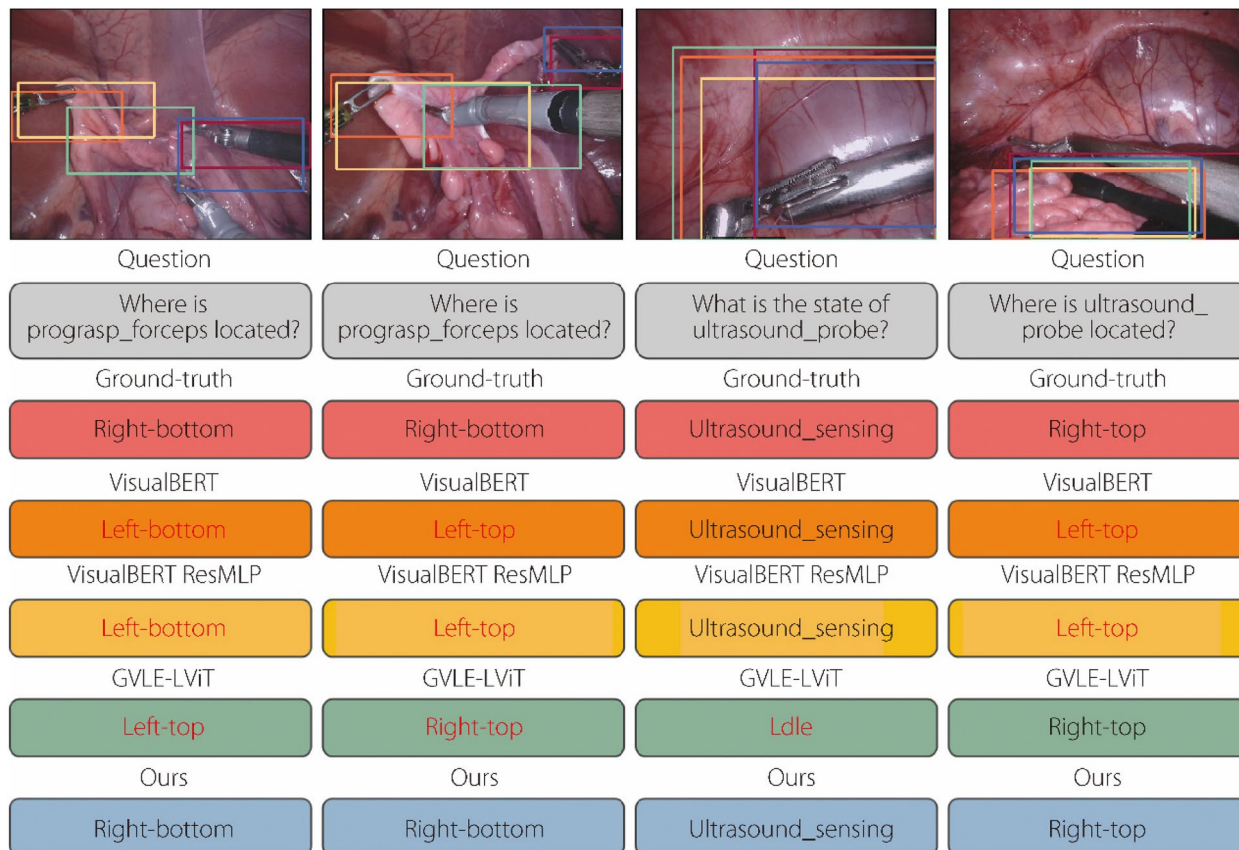 Question Question Question Question
Where is
prograsp_forceps located?
Where is
prograsp_forceps located?
What is the state of
ultrasound_probe?
Where is ultrasound_
probe located?
Ground-truth Ground-truth Ground-truth Ground-truth
Right-bottom Right-bottom Ultrasound_sensing Right-top
VisualBERT VisualBERT VisualBERT VisualBERT
Left-bottom Left-top Ultrasound_sensing Left-top
VisualBERT ResMLP VisualBERT ResMLP VisualBERT ResMLP VisualBERT ResMLP
Left-bottom Left-top Ultrasound_sensing Left-top
GVLE-LViT GVLE-LViT GVLE-LViT GVLE-LViT
Left-top Right-top Ldle Right-top
Ours Ours Ours Ours
Right-bottom Right-bottom Ultrasound_sensing Right-top